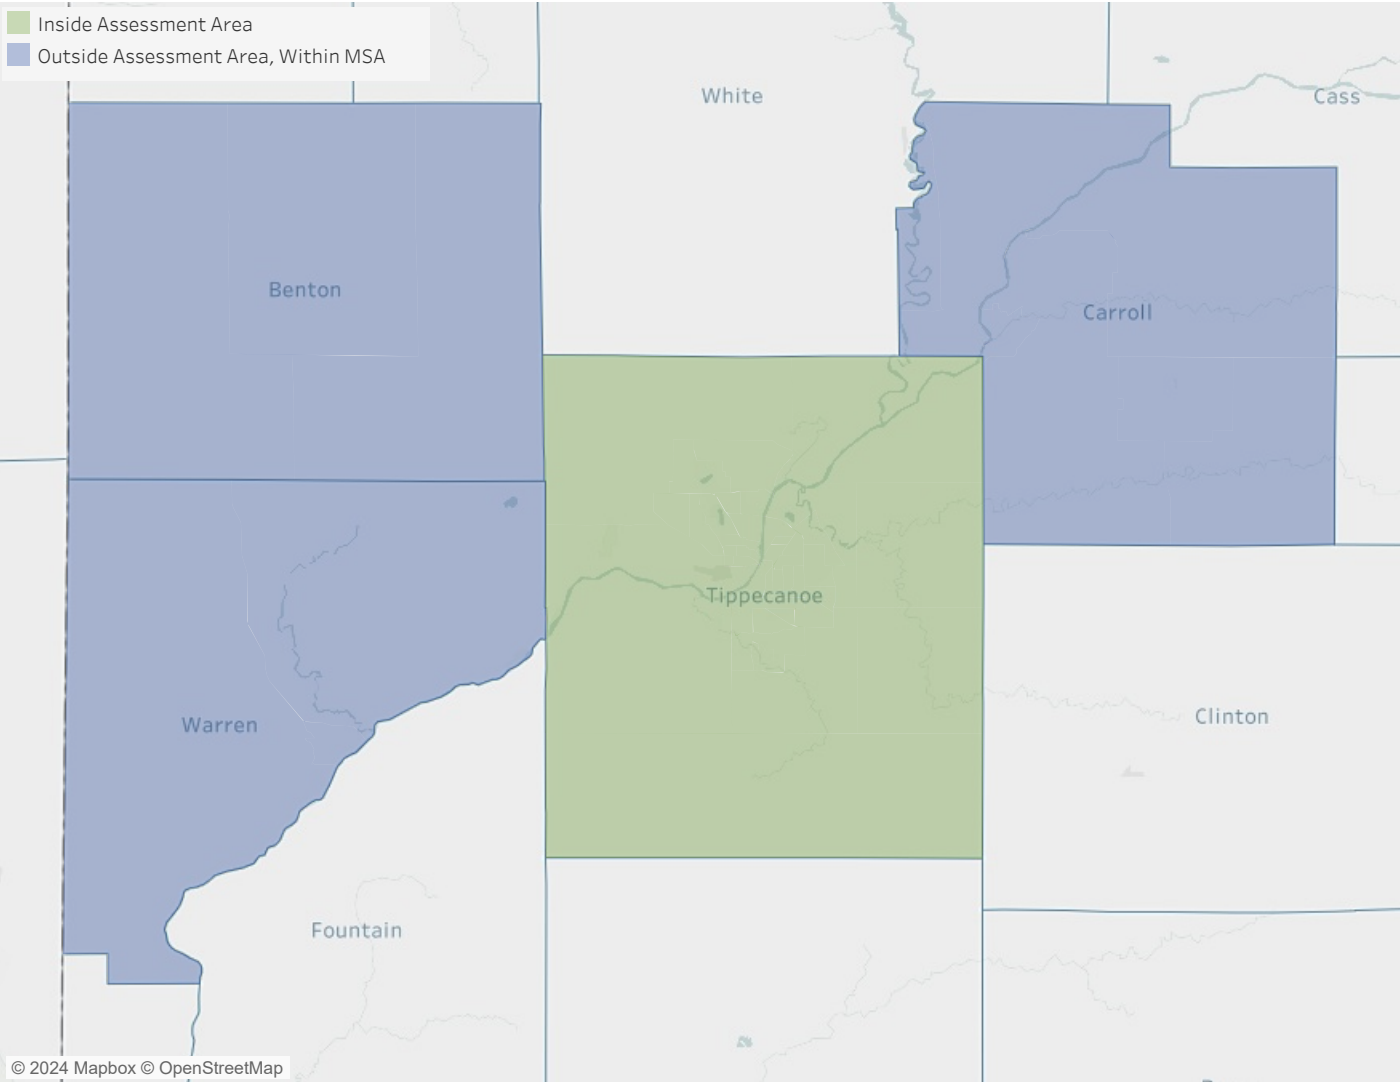 Inside Assessment Area
Outside Assessment Area, Within MSA
White
Cass
Benton
Carroll
Tippecanoe
Warren
Clinton
Fountain
© 2024 Mapbox © OpenStreetMap